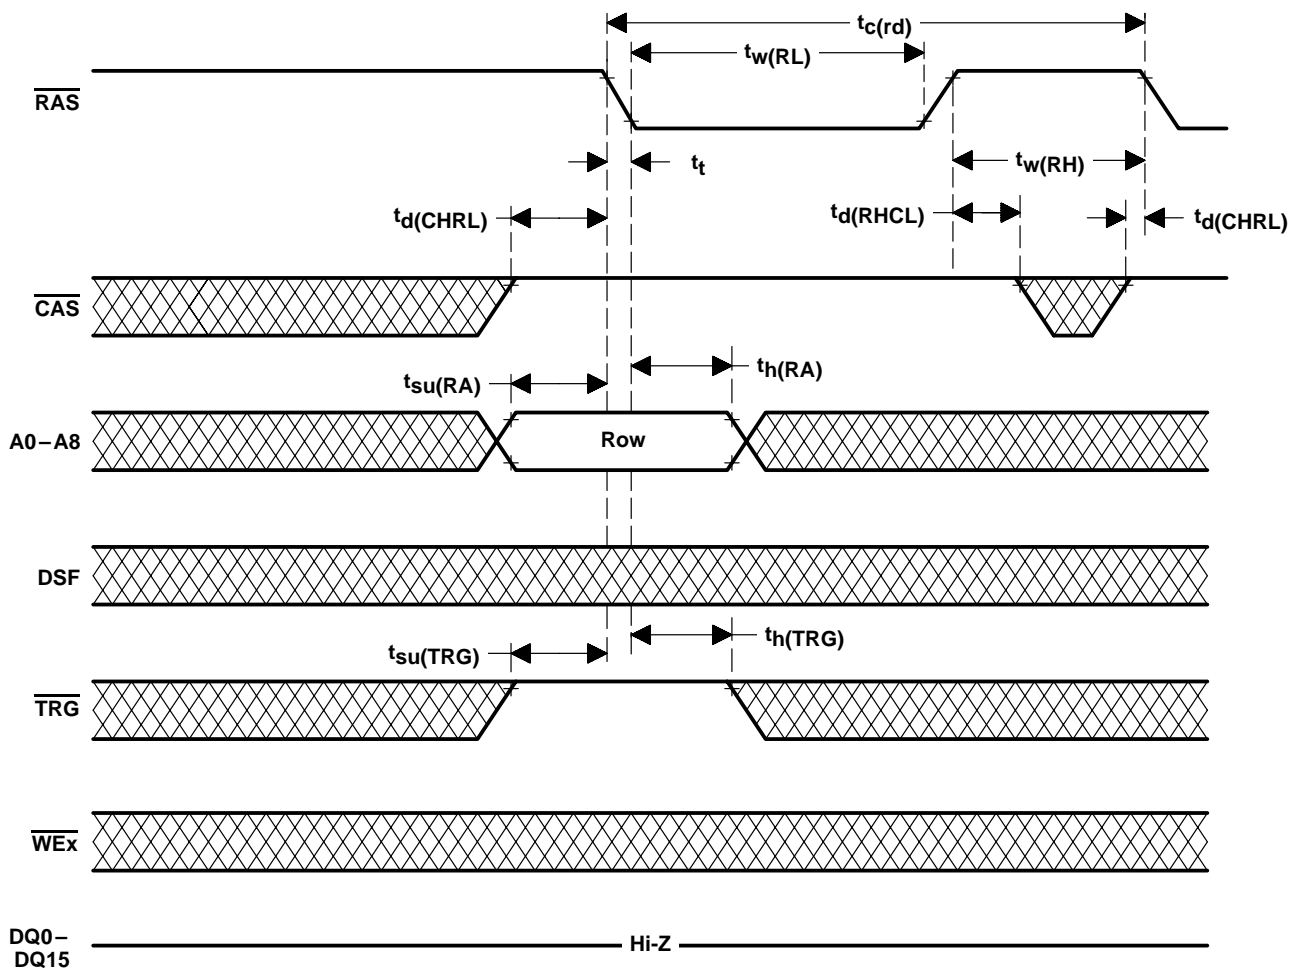 tc(rd)
tw(RL)
RAS
tt
tw(RH)
td(CHRL)
td(RHCL)
td(CHRL)
CAS
tsu(RA)
th(RA)
A0–A8
Row
DSF
tsu(TRG)
th(TRG)
TRG
WEx
DQ0–
DQ15
Hi-Z